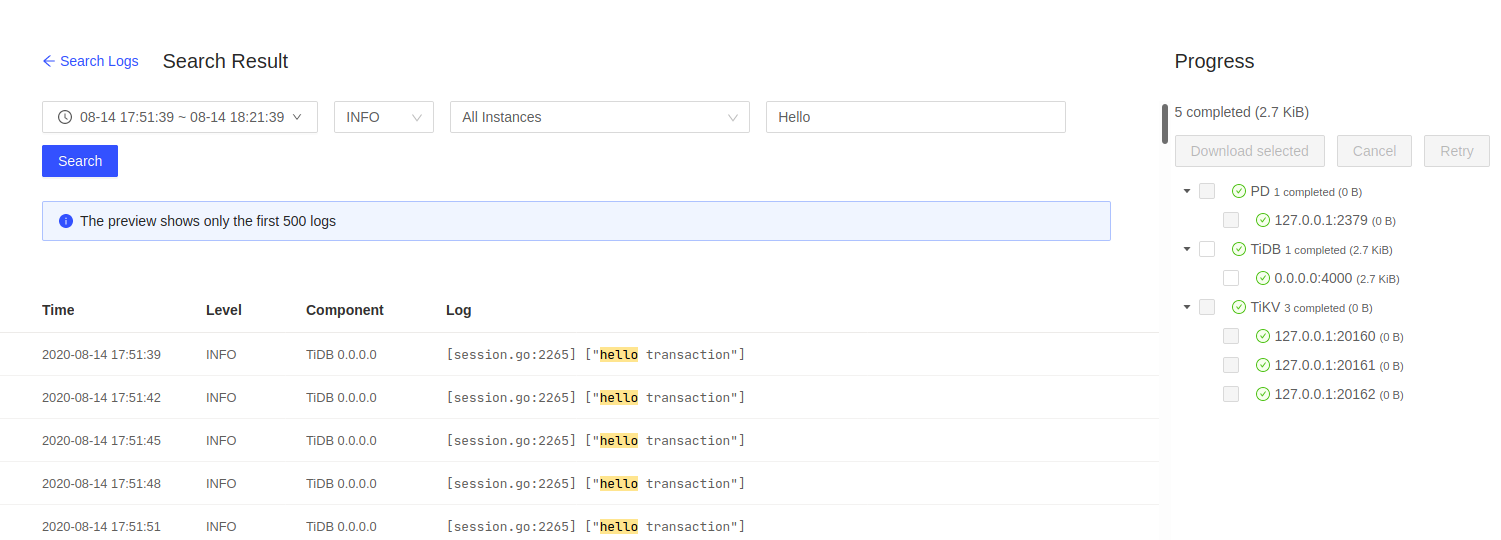 Search Logs Search Result
08-14 17:51:39 ~ 08-14 18:21:39 INFO All Instances Hello
Search
The preview shows only the first 500 logs
Time Level Component Log
2020-08-14 17:51:39 INFO TiDB 0.0.0.0 [session.go:2265] ["hello transaction"]
2020-08-14 17:51:42 INFO TiDB 0.0.0.0 [session.go:2265] ["hello transaction"]
2020-08-14 17:51:45 INFO TiDB 0.0.0.0 [session.go:2265] ["hello transaction"]
2020-08-14 17:51:48 INFO TiDB 0.0.0.0 [session.go:2265] ["hello transaction"]
2020-08-14 17:51:51 INFO TiDB 0.0.0.0 [session.go:2265] ["hello transaction"]
Progress
5 completed (2.7 KiB)
Download selected Cancel Retry
PD 1 completed (0 B)
127.0.0.1:2379 (0 B)
TiDB 1 completed (2.7 KiB)
0.0.0.0:4000 (2.7 KiB)
TiKV 3 completed (0 B)
127.0.0.1:20160 (0 B)
127.0.0.1:20161 (0 B)
127.0.0.1:20162 (0 B)